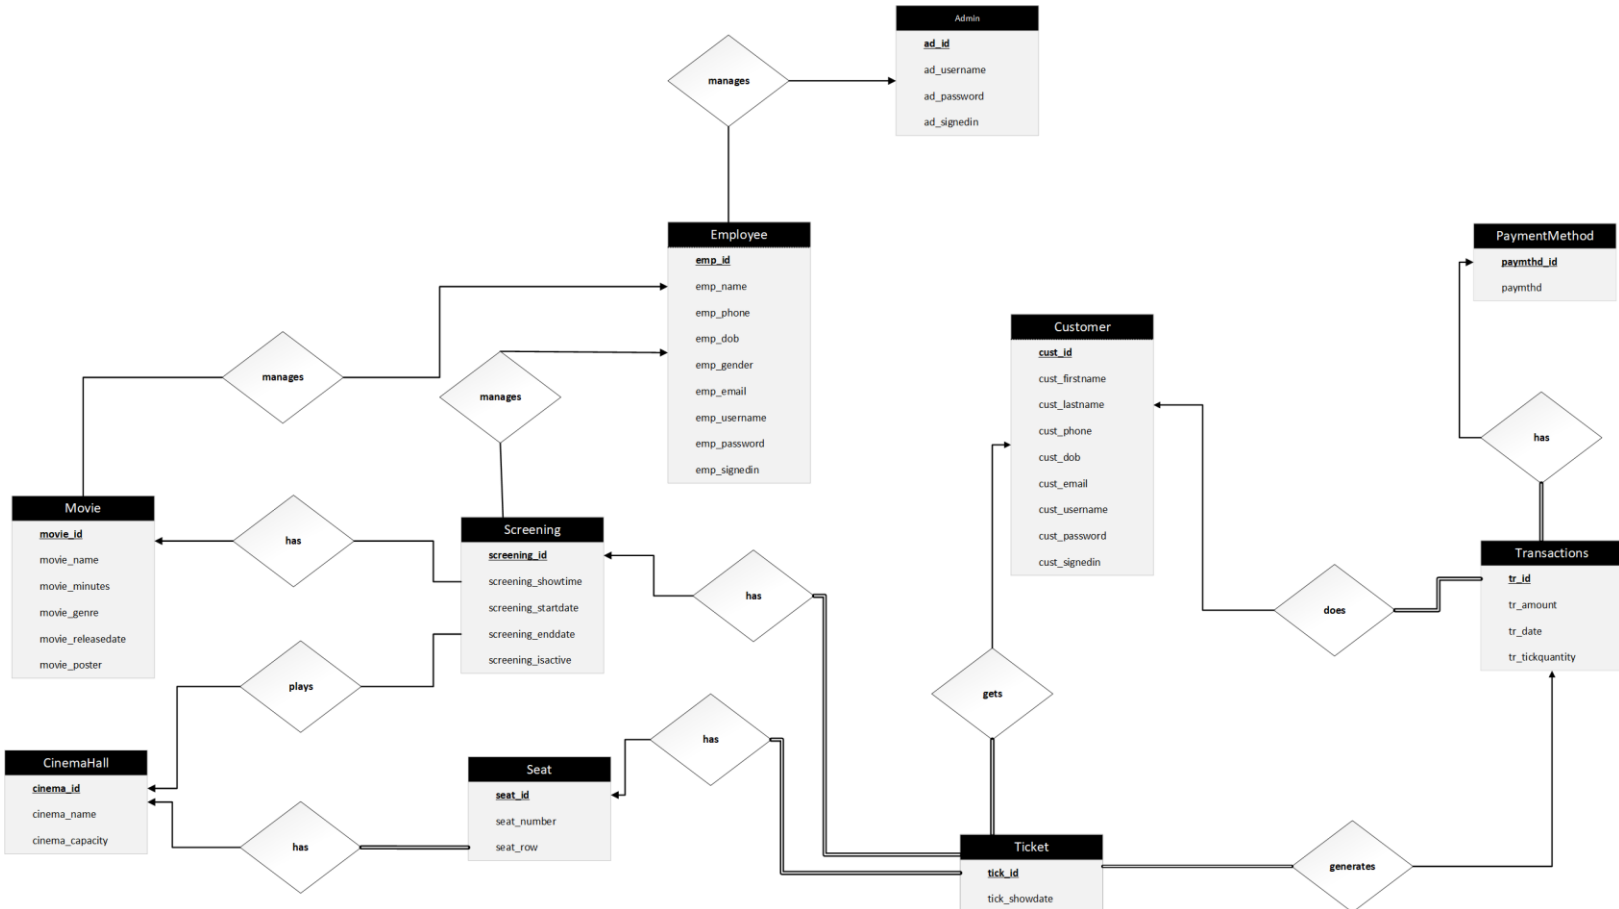 Admin
ad_id
ad_username
ad_password
ad_signedin
manages
Employee
emp_id
emp_name
emp_phone
emp_dob
emp_gender
emp_email
emp_username
emp_password
emp_signedin
PaymentMethod
paymthd_id
paymthd
Customer
cust_id
cust_firstname
cust_lastname
cust_phone
cust_dob
cust_email
cust_username
cust_password
cust_signedin
manages
manages
has
Movie
movie_id
movie_name
movie_minutes
movie_genre
movie_releasedate
movie_poster
has
Screening
screening_id
screening_showtime
screening_startdate
screening_enddate
screening_isactive
has
does
Transactions
tr_id
tr_amount
tr_date
tr_tickquantity
plays
gets
has
CinemaHall
cinema_id
cinema_name
cinema_capacity
has
Seat
seat_id
seat_number
seat_row
Ticket
tick_id
tick_showdate
generates